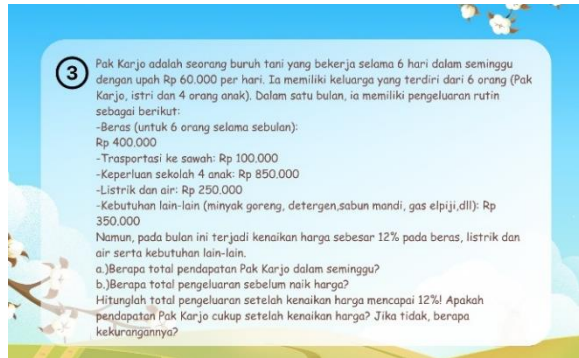 3
Pak Karjo adalah seorang buruh tani yang bekerja selama 6 hari dalam seminggu
dengan upah Rp 60.000 per hari. Ia memiliki keluarga yang terdiri dari 6 orang (Pak
Karjo, istri dan 4 orang anak). Dalam satu bulan, ia memiliki pengeluaran rutin
sebagai berikut:
-Beras (untuk 6 orang selama sebulan):
Rp 400.000
-Trasportasi ke sawah: Rp 100.000
-Keperluan sekolah 4 anak: Rp 850.000
-Listrik dan air: Rp 250.000
-Kebutuhan lain-lain (minyak goreng, detergen,sabun mandi, gas elpiji,dll): Rp
350.000
Namun, pada bulan ini terjadi kenaikan harga sebesar 12% pada beras, listrik dan
air serta kebutuhan lain-lain.
a.)Berapa total pendapatan Pak Karjo dalam seminggu?
b.)Berapa total pengeluaran sebelum naik harga?
Hitunglah total pengeluaran setelah kenaikan harga mencapai 12%! Apakah
pendapatan Pak Karjo cukup setelah kenaikan harga? Jika tidak, berapa
kekurangannya?